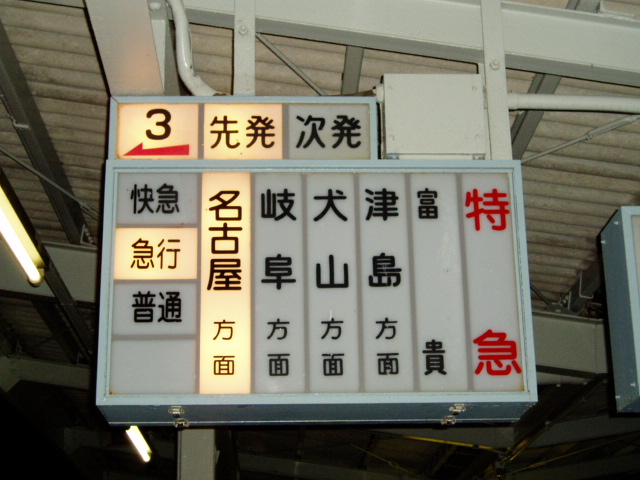 3 先発 次発
快急
急行
普通
名古屋方面
岐阜方面
犬山方面
津島方面
富貴
特急